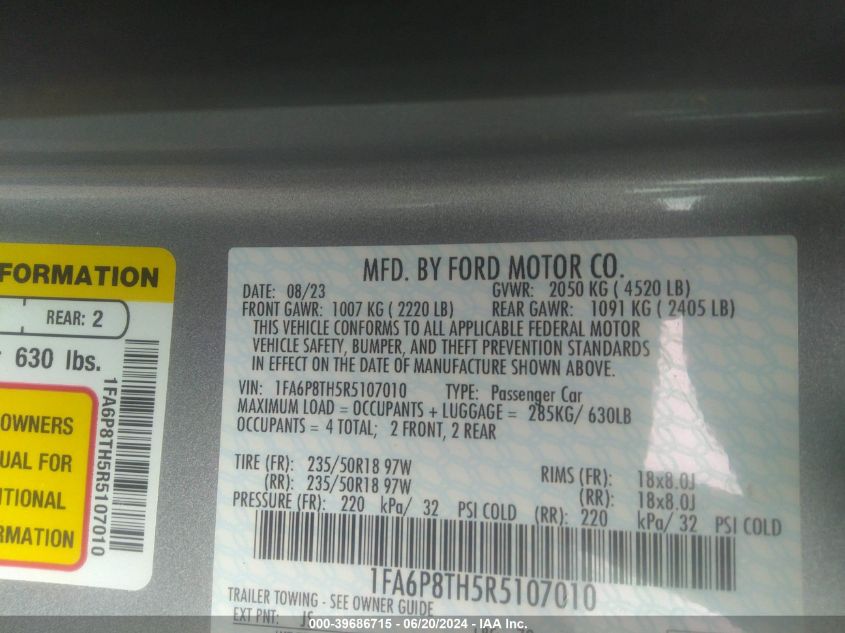 FORMATION
REAR: 2
630 lbs.
OWNERS
UAL FOR
ITIONAL
RMATION
1FA6P8TH5R5107010
MFD. BY FORD MOTOR CO.
DATE: 08/23 GVWR: 2050 KG ( 4520 LB)
FRONT GAWR: 1007 KG ( 2220 LB) REAR GAWR: 1091 KG ( 2405 LB)
THIS VEHICLE CONFORMS TO ALL APPLICABLE FEDERAL MOTOR
VEHICLE SAFETY, BUMPER, AND THEFT PREVENTION STANDARDS
IN EFFECT ON THE DATE OF MANUFACTURE SHOWN ABOVE.
VIN: 1FA6P8TH5R5107010 TYPE: Passenger Car
MAXIMUM LOAD = OCCUPANTS + LUGGAGE = 285KG/ 630LB
OCCUPANTS = 4 TOTAL; 2 FRONT, 2 REAR
TIRE (FR): 235/50R18 97W RIMS (FR): 18x8.0J
(RR): 235/50R18 97W (RR): 18x8.0J
PRESSURE (FR): 220 kPa/ 32 PSI COLD (RR): 220 kPa/ 32 PSI COLD
1FA6P8TH5R5107010
TRAILER TOWING - SEE OWNER GUIDE
EXT PNT: JS
000-39686715 - 06/20/2024 - IAA Inc.